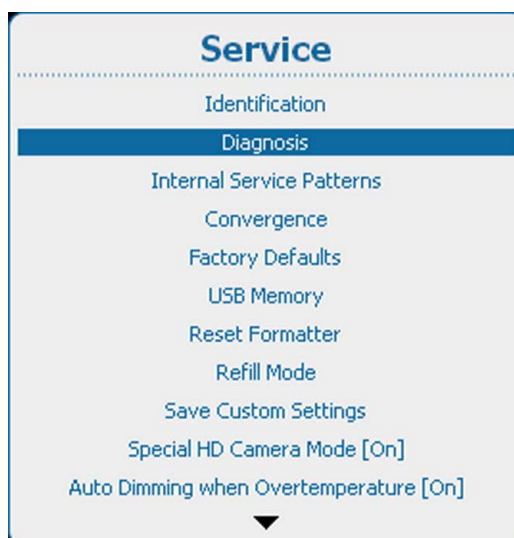 Service
Identification
Diagnosis
Internal Service Patterns
Convergence
Factory Defaults
USB Memory
Reset Formatter
Refill Mode
Save Custom Settings
Special HD Camera Mode [On]
Auto Dimming when Overtemperature [On]